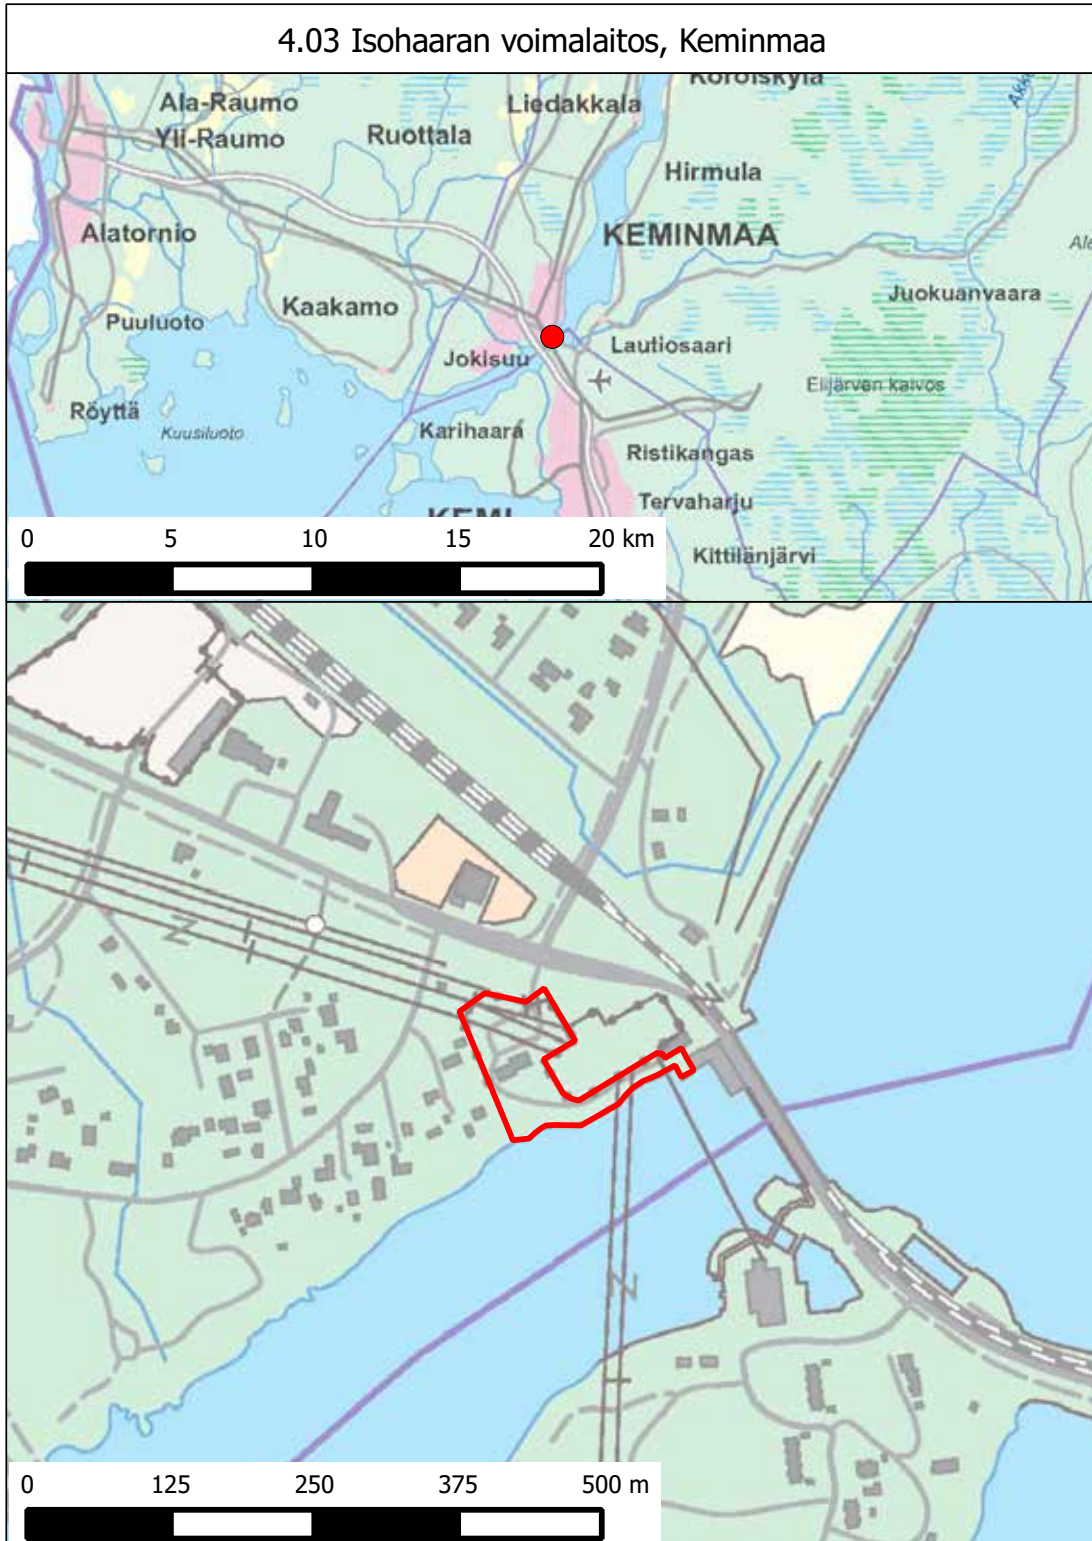 4.03 Isohaaran voimalaitos, Keminmaa
Koroiskylä
Ala-Raumo
Liedakkala
Yli-Raumo
Ruottala
Hirmula
Alatornio
KEMINMAA
Juokuanvaara
Kaakamo
Puuluoto
Lautiosaari
Jokisuu
Elijärven kaivos
Röyttä
Kuusiluoto
Karihaara
Ristikangas
Tervaharju
KEMI
Kittilänjärvi
0 5 10 15 20 km
0 125 250 375 500 m